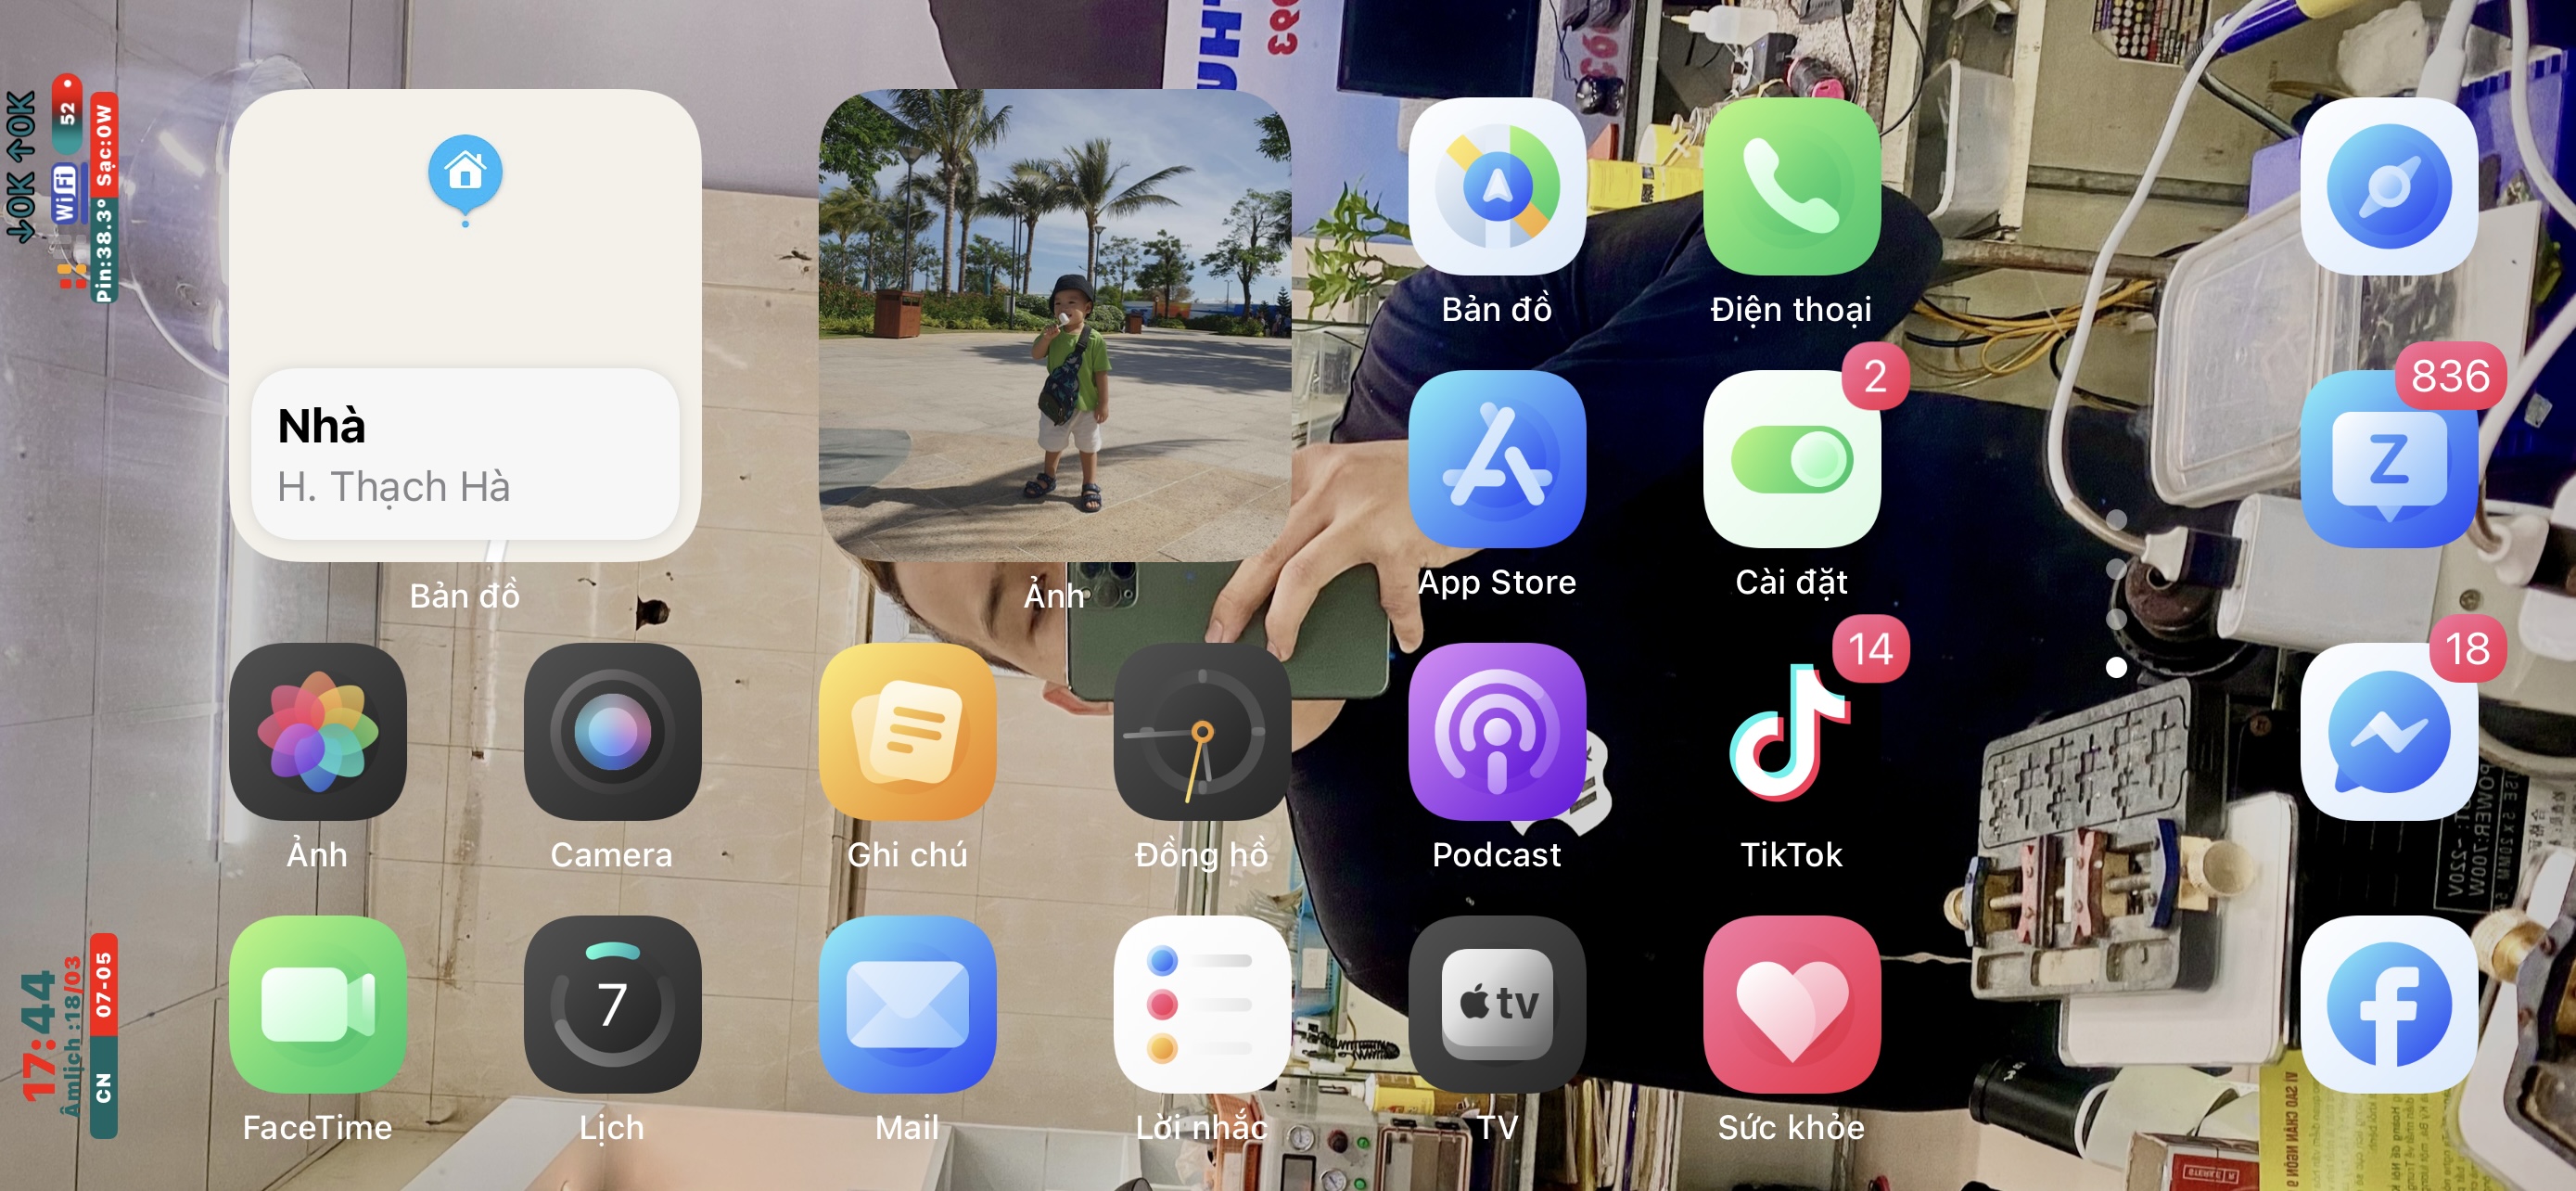 ↓0K ↑0K
WiFi 52
Pin:38.3° Sạc:0W
17:44
Âmlịch :18/03
CN 07-05
Nhà
H. Thạch Hà
Bản đồ
Ảnh
Bản đồ
Điện thoại
App Store
Cài đặt
2
836
Z
Ảnh
Camera
Ghi chú
Đồng hồ
Podcast
TikTok
14
18
FaceTime
7
Lịch
Mail
Lời nhắc
tv
TV
Sức khỏe
f
POWER:700W